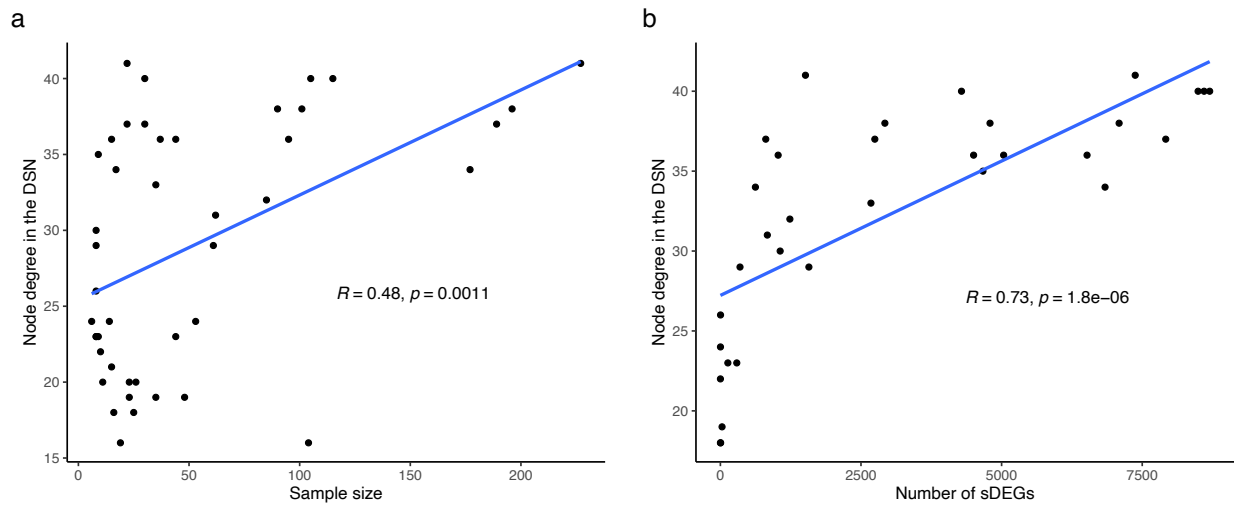 a
Node degree in the DSN
40
35
30
25
20
15
R = 0.48, p = 0.0011
0
50
100
150
200
Sample size
b
Node degree in the DSN
40
35
30
25
20
R = 0.73, p = 1.8e−06
0
2500
5000
7500
Number of sDEGs